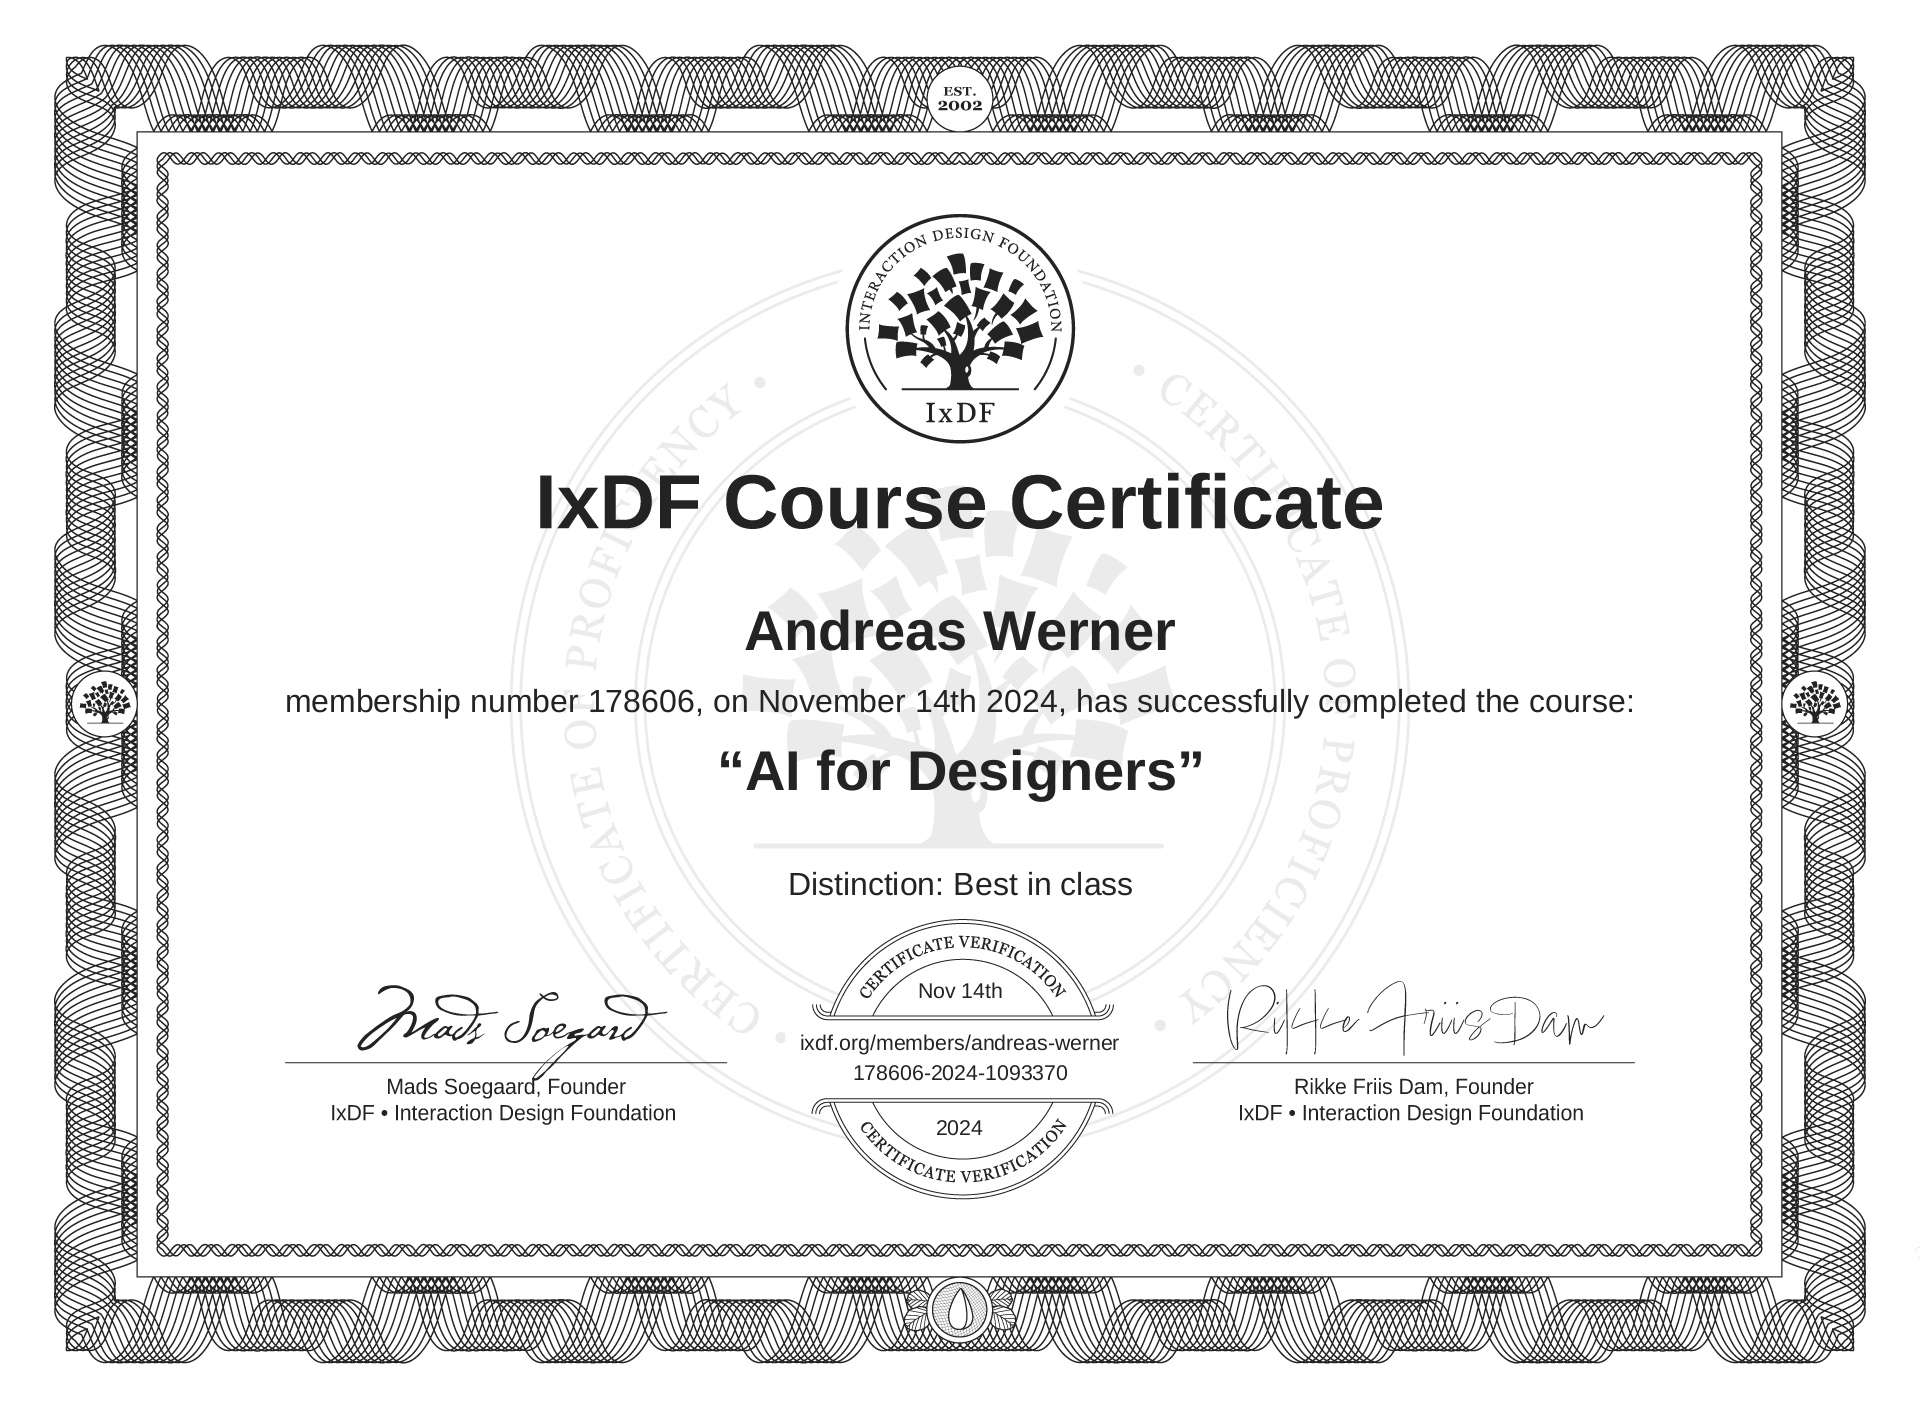 EST.
2002
INTERACTION DESIGN FOUNDATION
IxDF
• CERTIFICATE OF PROFICIENCY •
• CERTIFICATE OF PROFICIENCY •
IxDF Course Certificate
Andreas Werner
membership number 178606, on November 14th 2024, has successfully completed the course:
“AI for Designers”
Distinction: Best in class
CERTIFICATE VERIFICATION
Nov 14th
ixdf.org/members/andreas-werner
178606-2024-1093370
2024
CERTIFICATE VERIFICATION
Mads Soegaard
Mads Soegaard, Founder
IxDF • Interaction Design Foundation
Rikke Friis Dam
Rikke Friis Dam, Founder
IxDF • Interaction Design Foundation